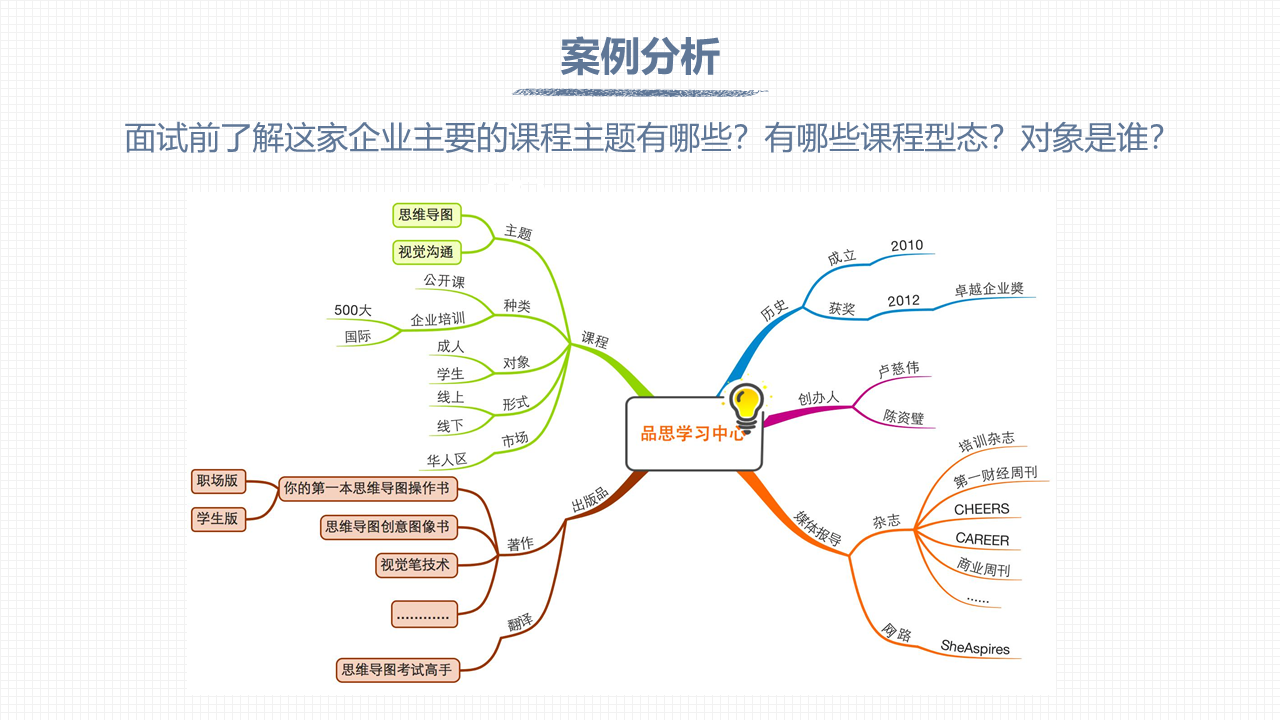 案例分析
面试前了解这家企业主要的课程主题有哪些？有哪些课程型态？对象是谁？
品思学习中心
课程
主题
思维导图
视觉沟通
种类
公开课
企业培训
500大
国际
对象
成人
学生
形式
线上
线下
市场
华人区
出版品
著作
你的第一本思维导图操作书
职场版
学生版
思维导图创意图像书
视觉笔技术
…………
翻译
思维导图考试高手
历史
成立
2010
获奖
2012
卓越企业奬
创办人
卢慈伟
陈资璧
媒体报导
杂志
培训杂志
第一财经周刊
CHEERS
CAREER
商业周刊
……
网路
SheAspires